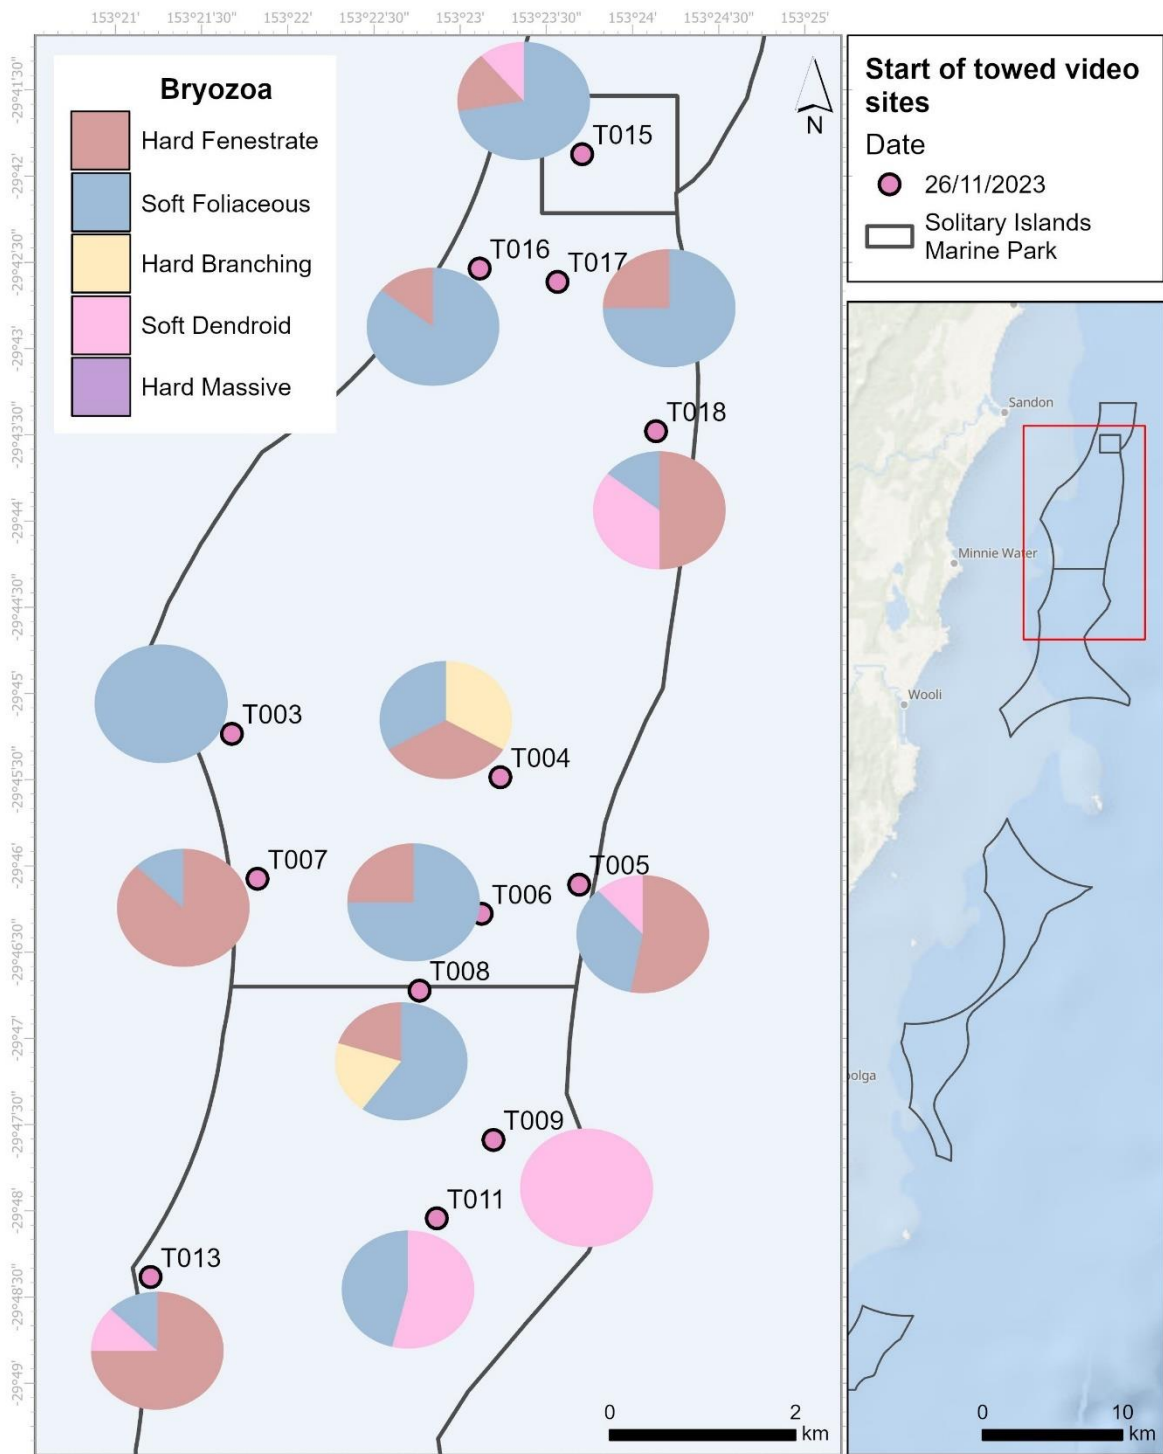 153°21' 153°21'30" 153°22' 153°22'30" 153°23' 153°23'30" 153°24' 153°24'30" 153°25'
-29°41'30"
-29°42'
-29°42'30"
-29°43'
-29°43'30"
-29°44'
-29°44'30"
-29°45'
-29°45'30"
-29°46'
-29°46'30"
-29°47'
-29°47'30"
-29°48'
-29°48'30"
-29°49'
Bryozoa
Hard Fenestrate
Soft Foliaceous
Hard Branching
Soft Dendroid
Hard Massive
N
T015
T016
T017
T018
T003
T004
T007
T005
T006
T008
T009
T011
T013
0 2
km
Start of towed video
sites
Date
26/11/2023
Solitary Islands
Marine Park
Sandon
Minnie Water
Wooli
olga
0 10
km